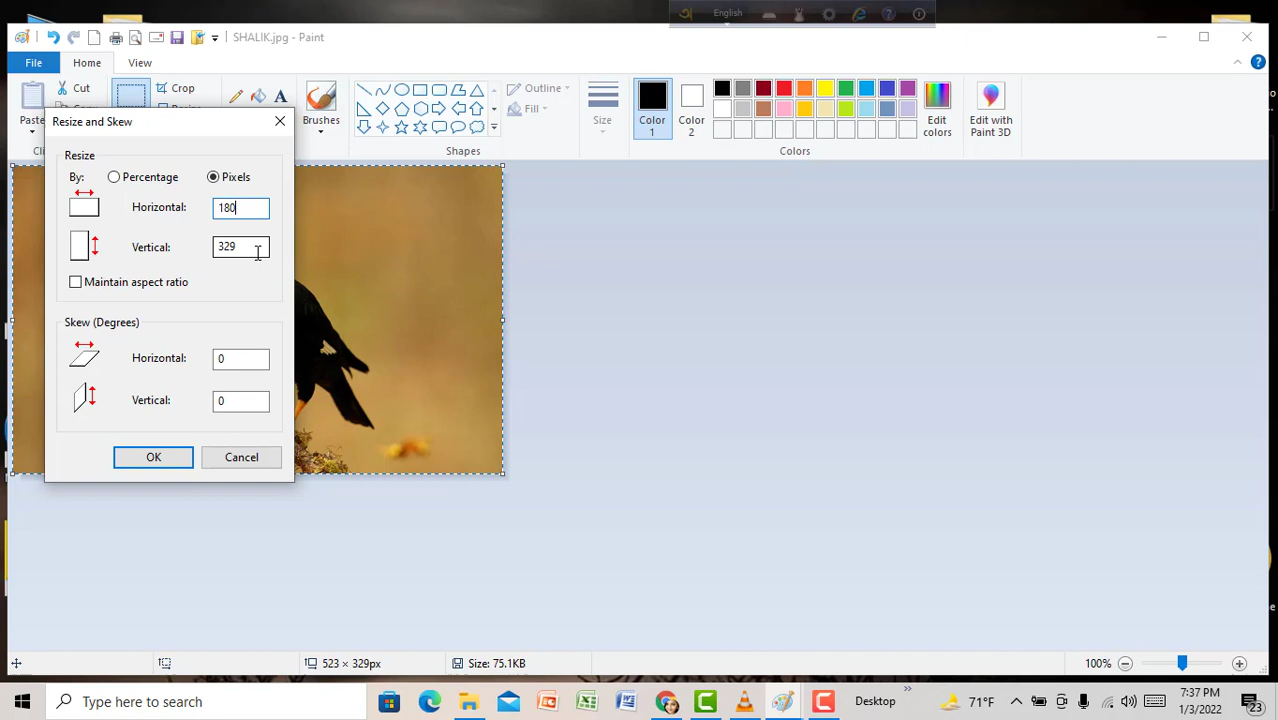 অ English
SHALIK.jpg - Paint
File Home View
Cut Crop
Paste Brushes Outline Fill Size Color 1 Color 2 Edit colors Edit with Paint 3D
Shapes Colors
Resize and Skew
Resize
By: Percentage Pixels
Horizontal: 180
Vertical: 329
Maintain aspect ratio
Skew (Degrees)
Horizontal: 0
Vertical: 0
OK Cancel
523 × 329px Size: 75.1KB 100%
Type here to search Desktop 71°F 7:37 PM
1/3/2022 23